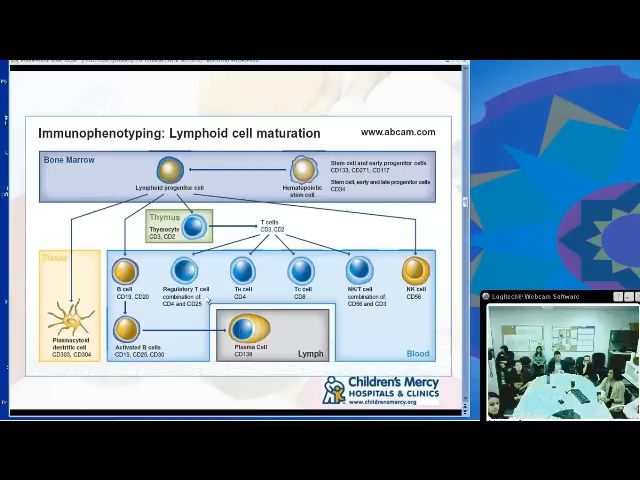 Immunophenotyping: Lymphoid cell maturation
www.abcam.com
Bone Marrow
Stem cell and early progenitor cells
CD133, CD271, CD117
Stem cell, early and late progenitor cells
CD34
Lymphoid progenitor cell
Hematopoietic
stem cell
Thymus
Thymocyte
CD3, CD2
T cells
CD3, CD2
Tissue
B cell
CD19, CD20
Regulatory T cell
combination of
CD4 and CD25
TH cell
CD4
TC cell
CD8
NK/T cell
combination of:
CD56 and CD3
NK cell
CD56
Plasmacytoid
dentritic cell
CD303, CD304
Activated B cells
CD19, CD25, CD30
Plasma Cell
CD138
Lymph
Blood
Children's Mercy
HOSPITALS & CLINICS
www.childrensmercy.org
Logitech® Webcam Software